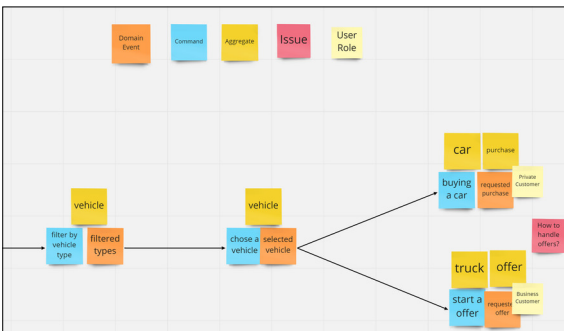 Domain
Event
Command
Aggregate
Issue
User
Role
vehicle
filter by
vehicle
type
filtered
types
vehicle
chose a
vehicle
selected
vehicle
car
purchase
buying
a car
requested
purchase
Private
Customer
How to
handle
offers?
truck
offer
start a
offer
requested
offer
Business
Customer